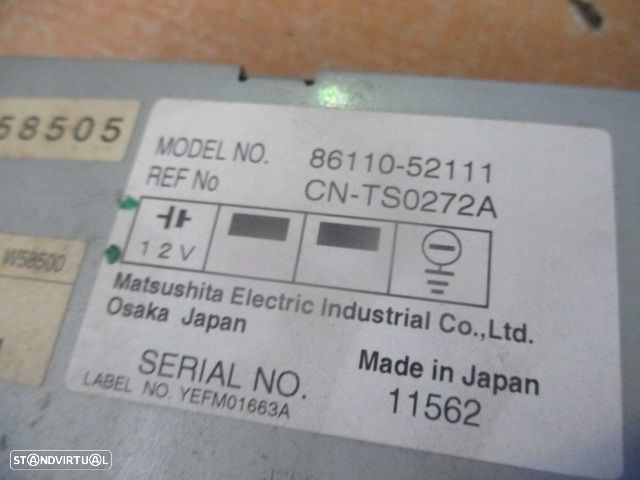 58505
MODEL NO. 86110-52111
REF No CN-TS0272A
12V
W58500
Matsushita Electric Industrial Co.,Ltd.
Osaka Japan
Made in Japan
SERIAL NO. 11562
LABEL NO. YEFM01663A
STANDVIRTUAL